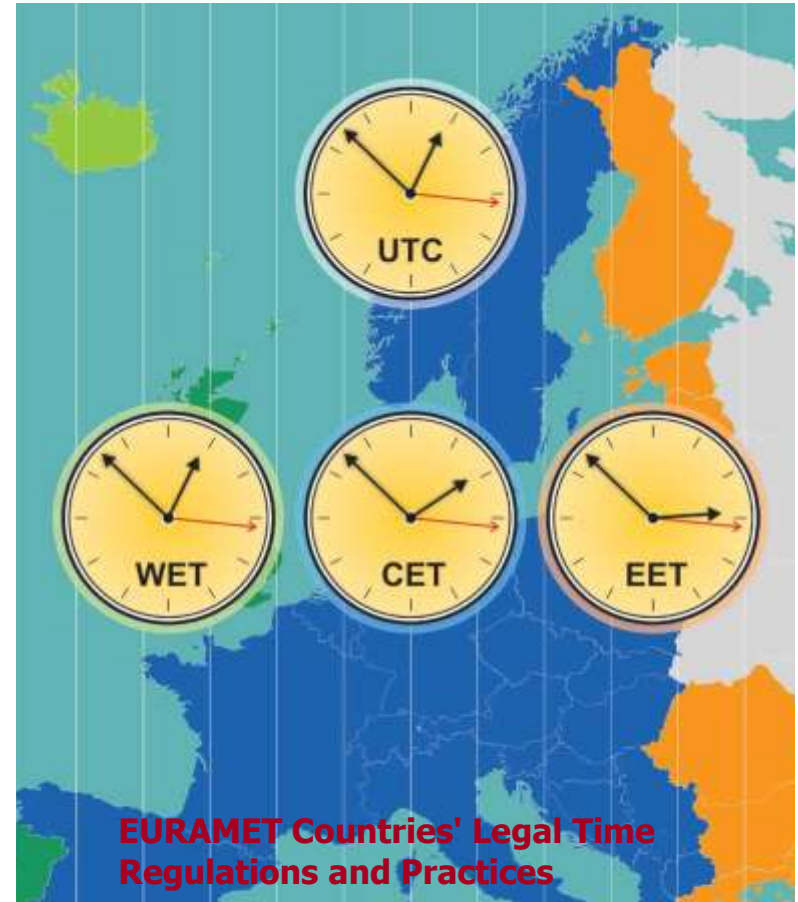 UTC
WET
CET
EET
EURAMET Countries' Legal Time
Regulations and Practices